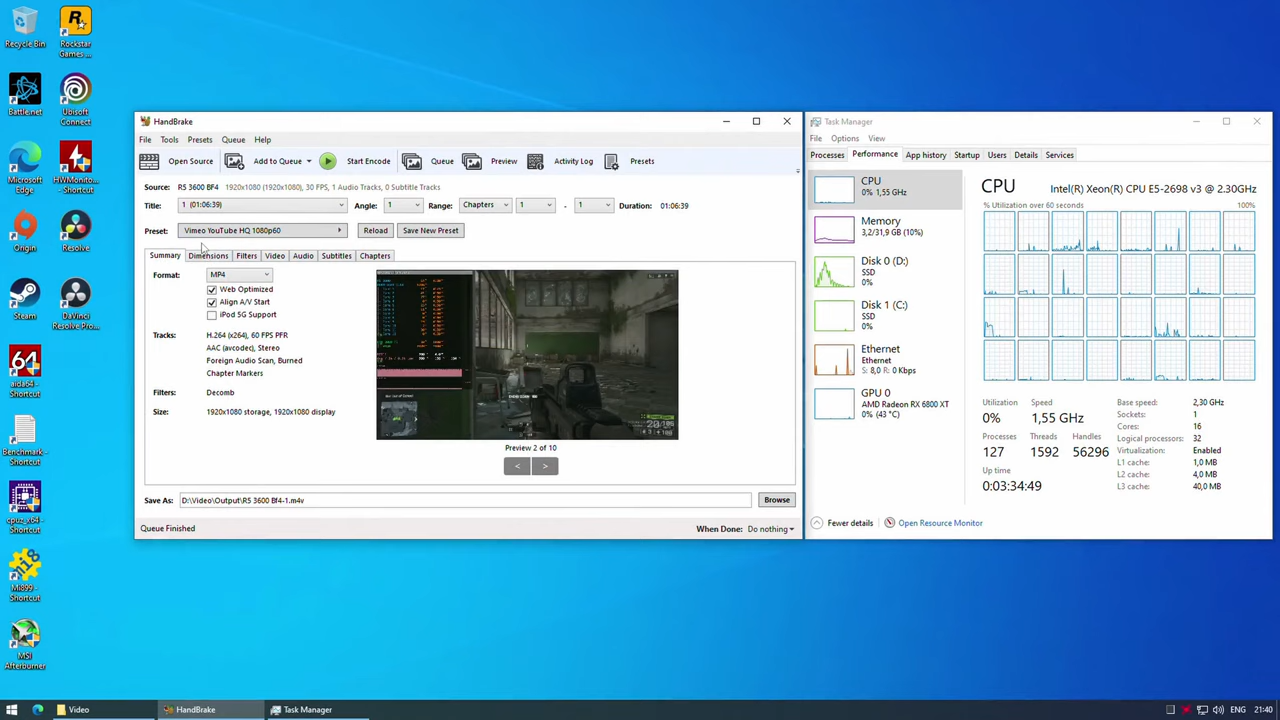 Recycle Bin
Rockstar
Games ...
Battle.net
Ubisoft
Connect
Microsoft
Edge
HWMonito...
- Shortcut
Origin
Resolve
Steam
DaVinci
Resolve Pro...
64
aida64 -
Shortcut
Benchmark -
Shortcut
cpuz_x64 -
Shortcut
Shortcut
MSI
Afterburner
HandBrake
File Tools Presets Queue Help
Open Source Add to Queue Start Encode Queue Preview Activity Log Presets
Source: R5 3600 BF4 1920x1080 (1920x1080), 30 FPS, 1 Audio Tracks, 0 Subtitle Tracks
Title: 1 (01:06:39) Angle: 1 Range: Chapters 1 - 1 Duration: 01:06:39
Preset: Vimeo YouTube HQ 1080p60 Reload Save New Preset
Summary Dimensions Filters Video Audio Subtitles Chapters
Format: MP4
Web Optimized
Align A/V Start
iPod 5G Support
Tracks: H.264 (x264), 60 FPS PFR
AAC (avcodec), Stereo
Foreign Audio Scan, Burned
Chapter Markers
Filters: Decomb
Size: 1920x1080 storage, 1920x1080 display
Preview 2 of 10
< >
Save As: D:\Video\Output\R5 3600 Bf4-1.m4v Browse
Queue Finished When Done: Do nothing
Task Manager
File Options View
Processes Performance App history Startup Users Details Services
CPU
0% 1,55 GHz
Memory
3,2/31,9 GB (10%)
Disk 0 (D:)
SSD
0%
Disk 1 (C:)
SSD
0%
Ethernet
Ethernet
S: 8,0 R: 0 Kbps
GPU 0
AMD Radeon RX 6800 XT
0% (43 °C)
CPU Intel(R) Xeon(R) CPU E5-2698 v3 @ 2.30GHz
% Utilization over 60 seconds 100%
Utilization Speed
0% 1,55 GHz
Processes Threads Handles
127 1592 56296
Up time
0:03:34:49
Base speed: 2,30 GHz
Sockets: 1
Cores: 16
Logical processors: 32
Virtualization: Enabled
L1 cache: 1,0 MB
L2 cache: 4,0 MB
L3 cache: 40,0 MB
Fewer details Open Resource Monitor
Video HandBrake Task Manager ENG 21:40